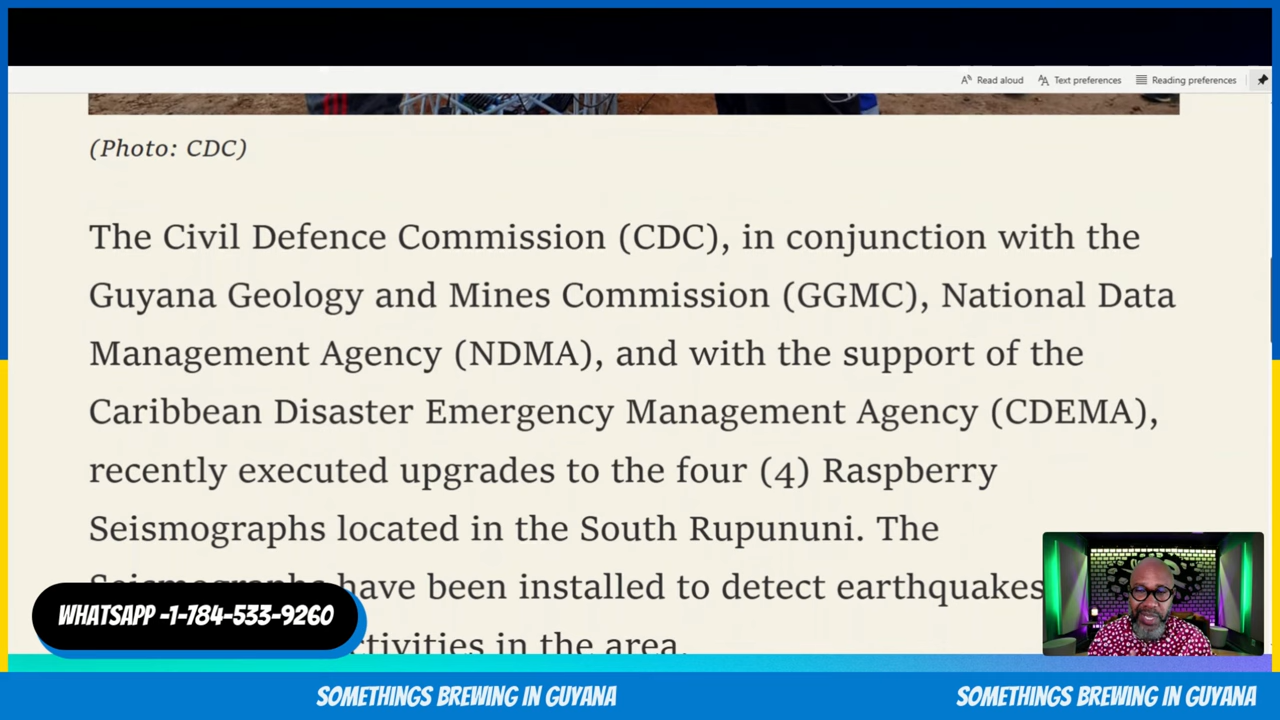 Read aloud Text preferences Reading preferences
(Photo: CDC)
The Civil Defence Commission (CDC), in conjunction with the
Guyana Geology and Mines Commission (GGMC), National Data
Management Agency (NDMA), and with the support of the
Caribbean Disaster Emergency Management Agency (CDEMA),
recently executed upgrades to the four (4) Raspberry
Seismographs located in the South Rupununi. The
Seismographs have been installed to detect earthquakes
in the area.
WHATSAPP -1-784-533-9260
SOMETHINGS BREWING IN GUYANA SOMETHINGS BREWING IN GUYANA